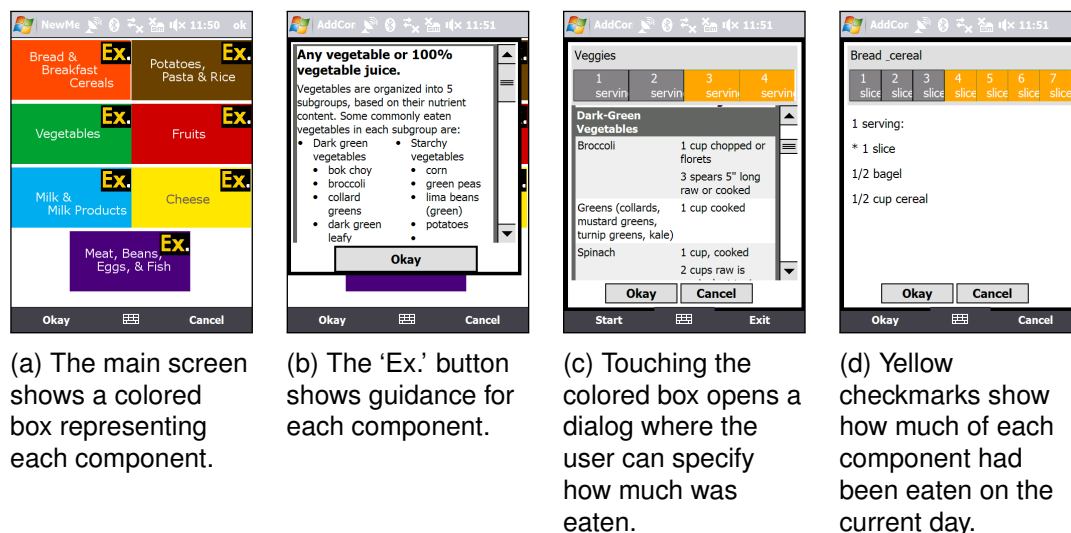 NewMe 11:50 ok
Bread &
Breakfast
Cereals
Ex.
Potatoes,
Pasta & Rice
Ex.
Vegetables
Ex.
Fruits
Ex.
Milk &
Milk Products
Ex.
Cheese
Ex.
Meat, Beans,
Eggs, & Fish
Ex.
Okay Cancel
(a) The main screen
shows a colored
box representing
each component.
AddCor 11:51
Any vegetable or 100%
vegetable juice.
Vegetables are organized into 5
subgroups, based on their nutrient
content. Some commonly eaten
vegetables in each subgroup are:
• Dark green
vegetables
• bok choy
• broccoli
• collard
greens
• dark green
leafy
• Starchy
vegetables
• corn
• green peas
• lima beans
(green)
• potatoes
•
Okay
Okay Cancel
(b) The ‘Ex.’ button
shows guidance for
each component.
AddCor 11:51
Veggies
1 2 3 4
servin servin servin serving
Dark-Green
Vegetables
Broccoli 1 cup chopped or
florets
3 spears 5" long
raw or cooked
Greens (collards, 1 cup cooked
mustard greens,
turnip greens, kale)
Spinach 1 cup, cooked
2 cups raw is
Okay Cancel
Start Exit
(c) Touching the
colored box opens a
dialog where the
user can specify
how much was
eaten.
AddCor 11:51
Bread _cereal
1 2 3 4 5 6 7
slice slice slice slice slice slice slice
1 serving:
* 1 slice
1/2 bagel
1/2 cup cereal
Okay Cancel
Okay Cancel
(d) Yellow
checkmarks show
how much of each
component had
been eaten on the
current day.